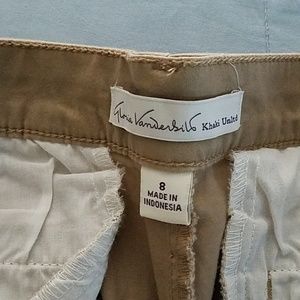 Gloria Vanderbilt Khaki United
8
MADE IN
INDONESIA